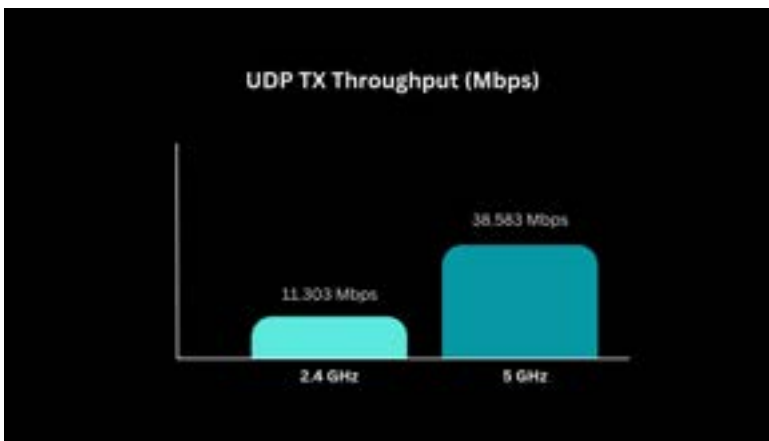 UDP TX Throughput (Mbps)
38.583 Mbps
11.303 Mbps
2.4 GHz
5 GHz